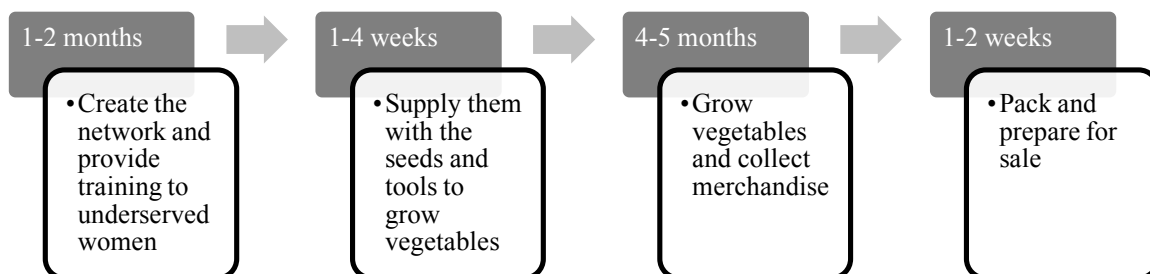 1-2 months
•Create the
network and
provide
training to
underserved
women
1-4 weeks
•Supply them
with the
seeds and
tools to
grow
vegetables
4-5 months
•Grow
vegetables
and collect
merchandise
1-2 weeks
•Pack and
prepare for
sale